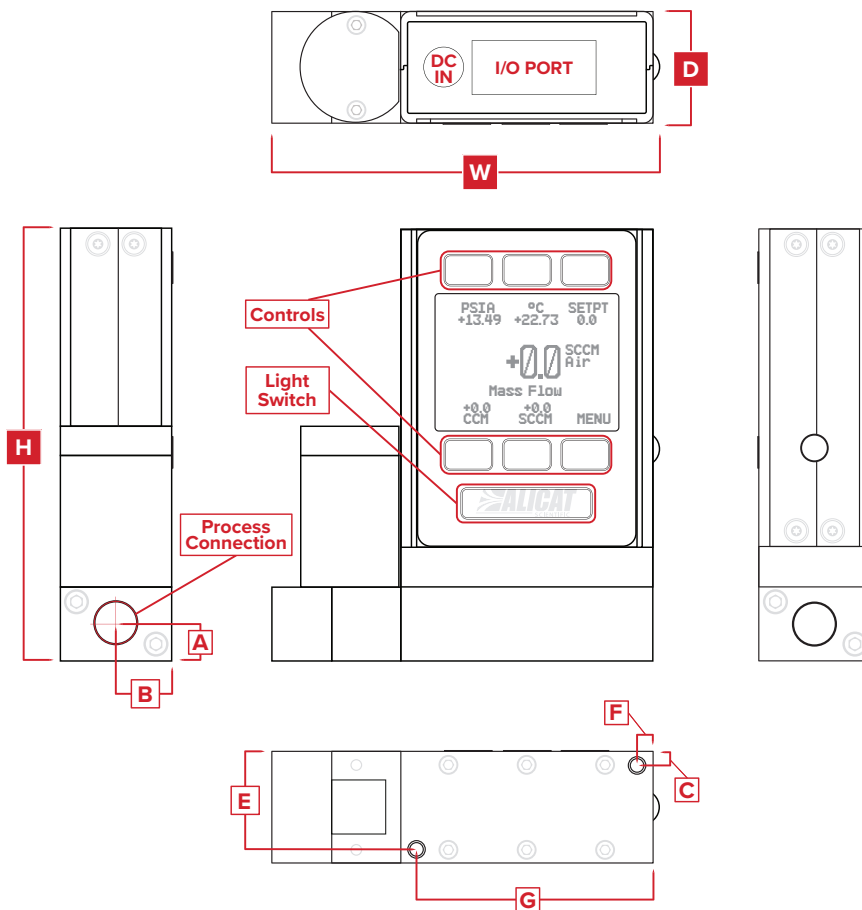 DC
IN
I/O PORT
D
W
H
Controls
Light
Switch
Process
Connection
A
B
PSIA
+13.49
°C
+22.73
SETPT
0.0
+0.0
SCCM
Air
Mass Flow
+0.0
CCM
+0.0
SCCM
MENU
ALICAT
SCIENTIFIC
F
C
E
G